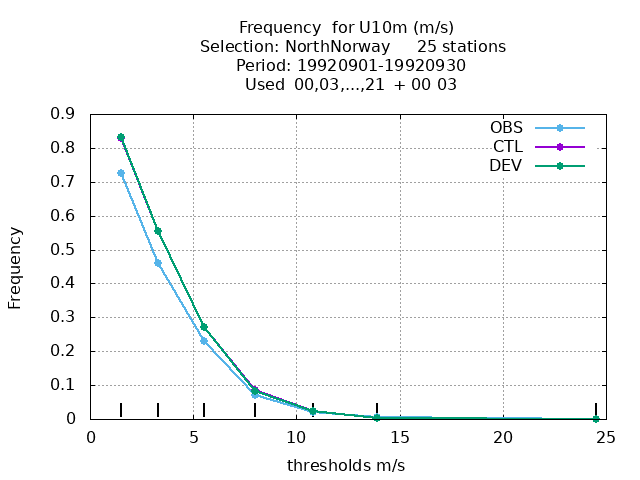 Frequency for U10m (m/s)
Selection: NorthNorway 25 stations
Period: 19920901-19920930
Used 00,03,...,21 + 00 03
OBS
CTL
DEV
0.9
0.8
0.7
0.6
0.5
0.4
0.3
0.2
0.1
0
Frequency
0 5 10 15 20 25
thresholds m/s